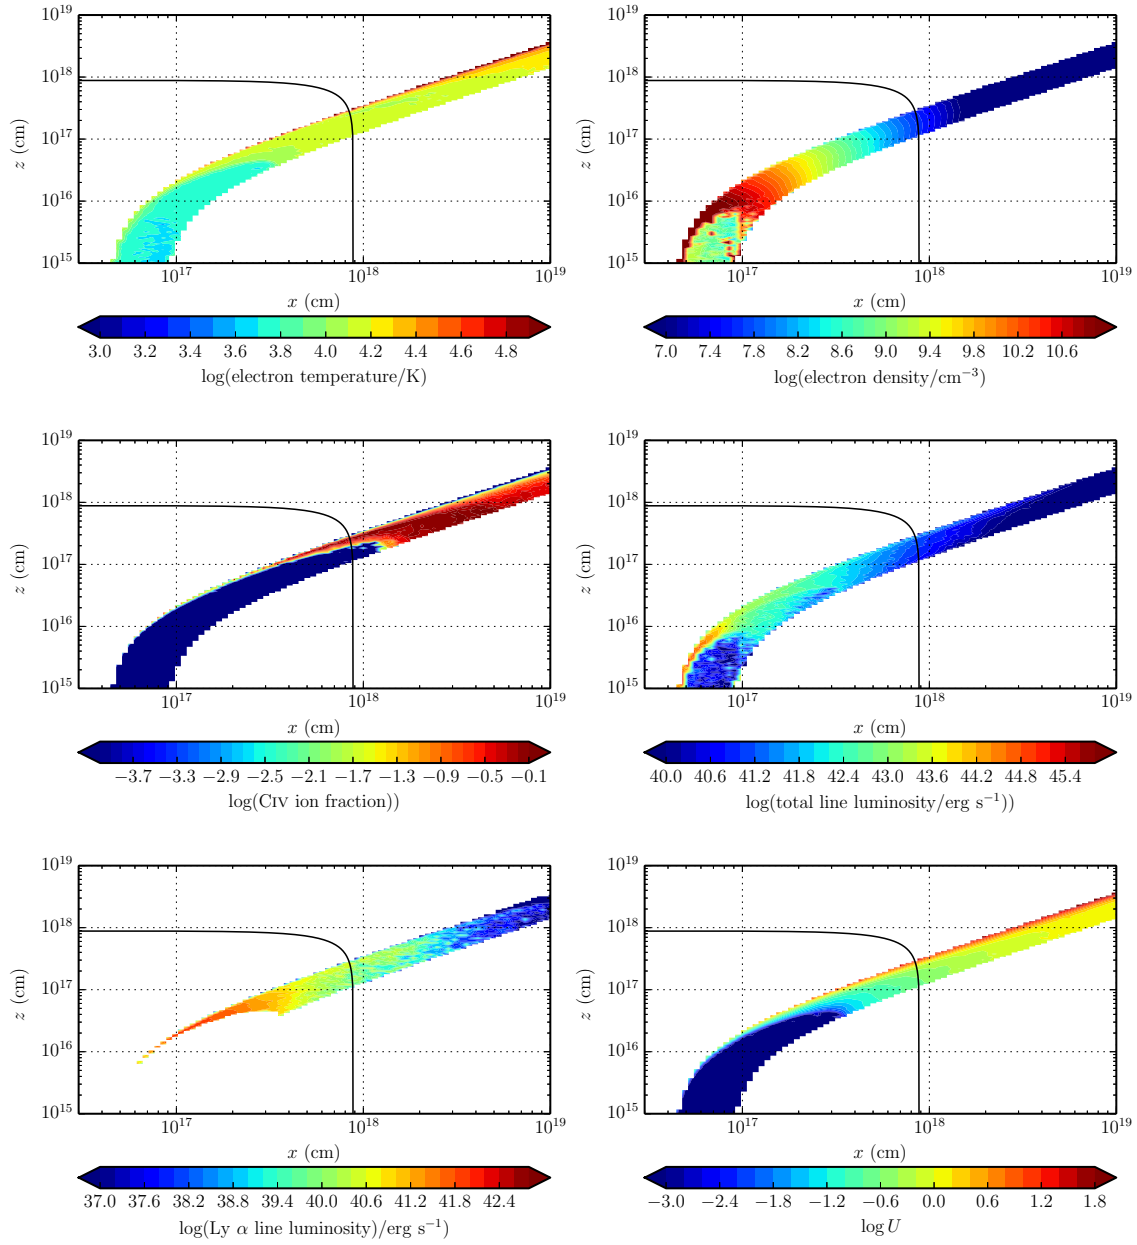 10^19
10^18
10^17
10^16
10^15
z (cm)
10^17 10^18 10^19
x (cm)
3.0 3.2 3.4 3.6 3.8 4.0 4.2 4.4 4.6 4.8
log(electron temperature/K)
10^19
10^18
10^17
10^16
10^15
z (cm)
10^17 10^18 10^19
x (cm)
7.0 7.4 7.8 8.2 8.6 9.0 9.4 9.8 10.2 10.6
log(electron density/cm^−3)
10^19
10^18
10^17
10^16
10^15
z (cm)
10^17 10^18 10^19
x (cm)
−3.7 −3.3 −2.9 −2.5 −2.1 −1.7 −1.3 −0.9 −0.5 −0.1
log(CIV ion fraction))
10^19
10^18
10^17
10^16
10^15
z (cm)
10^17 10^18 10^19
x (cm)
40.0 40.6 41.2 41.8 42.4 43.0 43.6 44.2 44.8 45.4
log(total line luminosity/erg s^−1))
10^19
10^18
10^17
10^16
10^15
z (cm)
10^17 10^18 10^19
x (cm)
37.0 37.6 38.2 38.8 39.4 40.0 40.6 41.2 41.8 42.4
log(Ly α line luminosity)/erg s^−1)
10^19
10^18
10^17
10^16
10^15
z (cm)
10^17 10^18 10^19
x (cm)
−3.0 −2.4 −1.8 −1.2 −0.6 0.0 0.6 1.2 1.8
log U